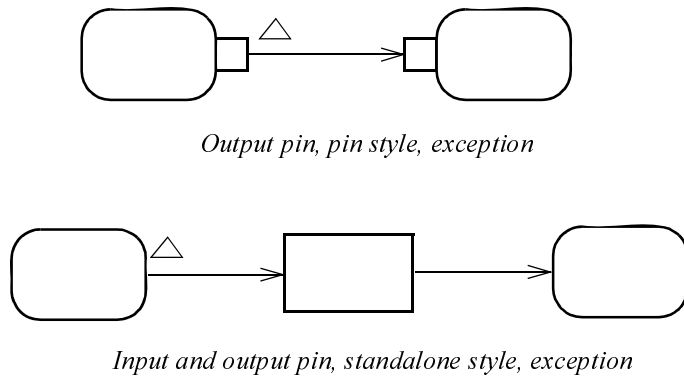 Output pin, pin style, exception
Input and output pin, standalone style, exception